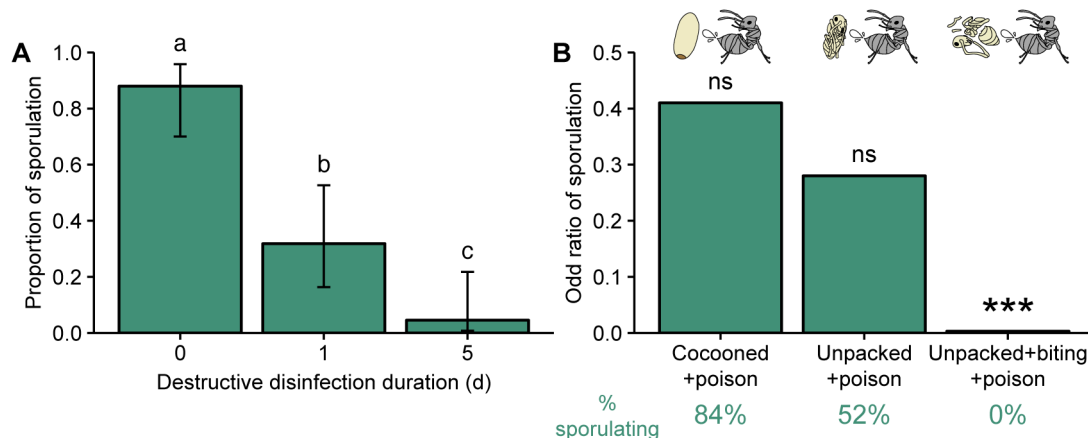 A
Proportion of sporulation
1.0
0.8
0.6
0.4
0.2
0.0
a
b
c
0 1 5
Destructive disinfection duration (d)
B
Odd ratio of sporulation
0.5
0.4
0.3
0.2
0.1
0.0
ns
ns
***
Cocooned
+poison
Unpacked
+poison
Unpacked+biting
+poison
%
sporulating
84% 52% 0%